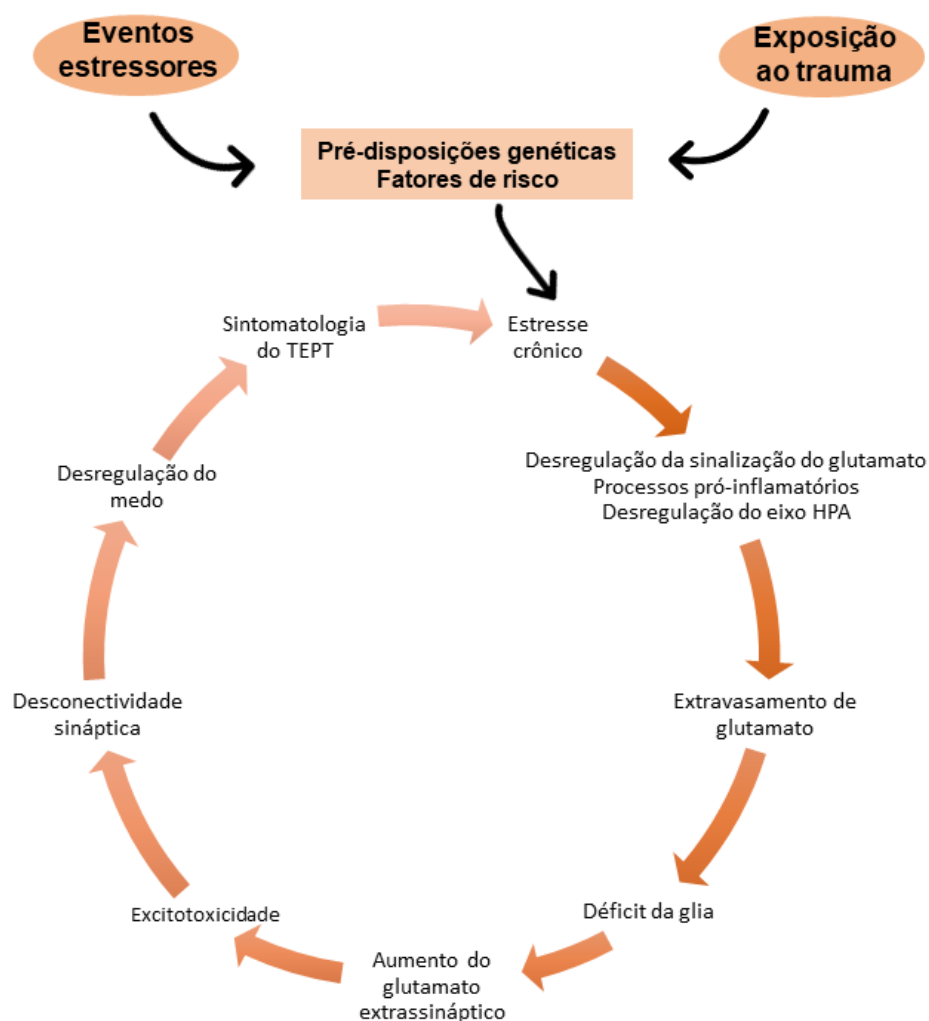 Eventos
estressores
Exposição
ao trauma
Pré-disposições genéticas
Fatores de risco
Sintomatologia
do TEPT
Estresse
crônico
Desregulação da sinalização do glutamato
Processos pró-inflamatórios
Desregulação do eixo HPA
Desregulação do
medo
Extravasamento de
glutamato
Desconectividade
sináptica
Déficit da glia
Excitotoxicidade
Aumento do
glutamato
extrassináptico